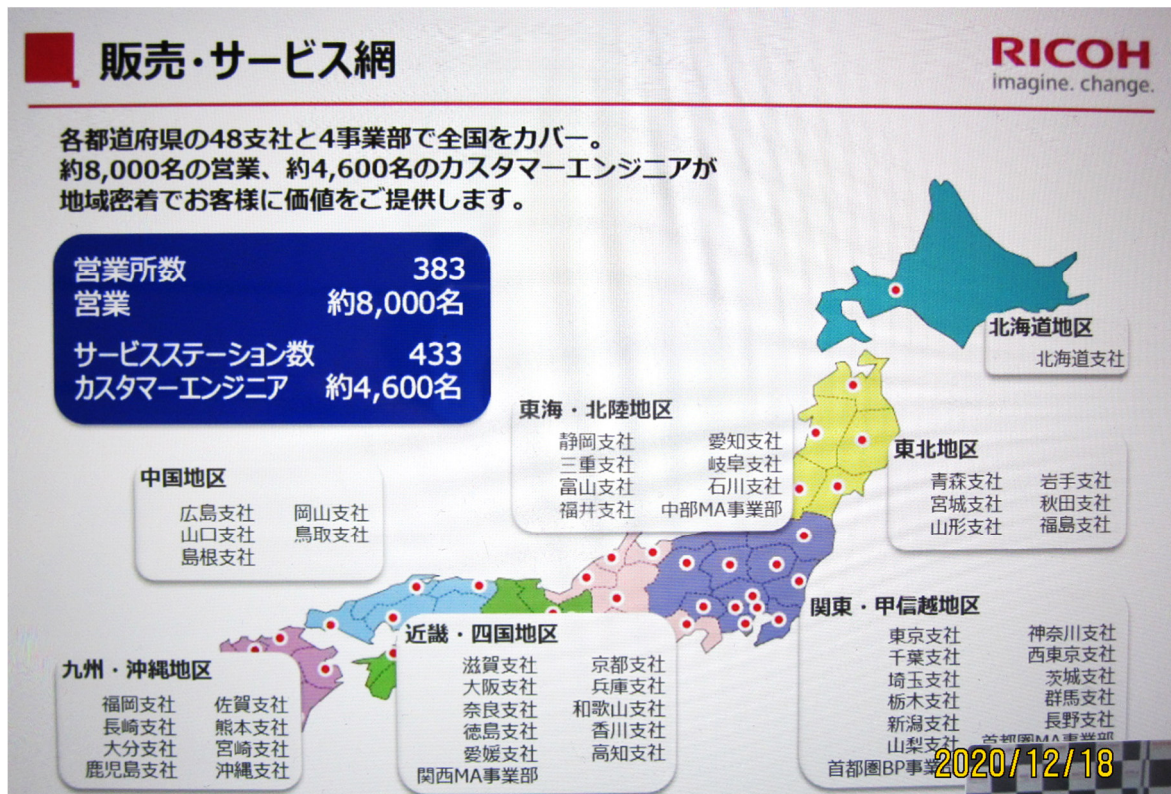 販売・サービス網
RICOH
imagine. change.
各都道府県の48支社と4事業部で全国をカバー。
約8,000名の営業、約4,600名のカスタマーエンジニアが
地域密着でお客様に価値をご提供します。
営業所数 383
営業 約8,000名
サービスステーション数 433
カスタマーエンジニア 約4,600名
北海道地区
北海道支社
東海・北陸地区
静岡支社 愛知支社
三重支社 岐阜支社
富山支社 石川支社
福井支社 中部MA事業部
東北地区
青森支社 岩手支社
宮城支社 秋田支社
山形支社 福島支社
中国地区
広島支社 岡山支社
山口支社 鳥取支社
島根支社
関東・甲信越地区
東京支社 神奈川支社
千葉支社 西東京支社
埼玉支社 茨城支社
栃木支社 群馬支社
新潟支社 長野支社
山梨支社 首都圏MA事業部
首都圏BP事業
近畿・四国地区
滋賀支社 京都支社
大阪支社 兵庫支社
奈良支社 和歌山支社
徳島支社 香川支社
愛媛支社 高知支社
関西MA事業部
九州・沖縄地区
福岡支社 佐賀支社
長崎支社 熊本支社
大分支社 宮崎支社
鹿児島支社 沖縄支社
2020/12/18